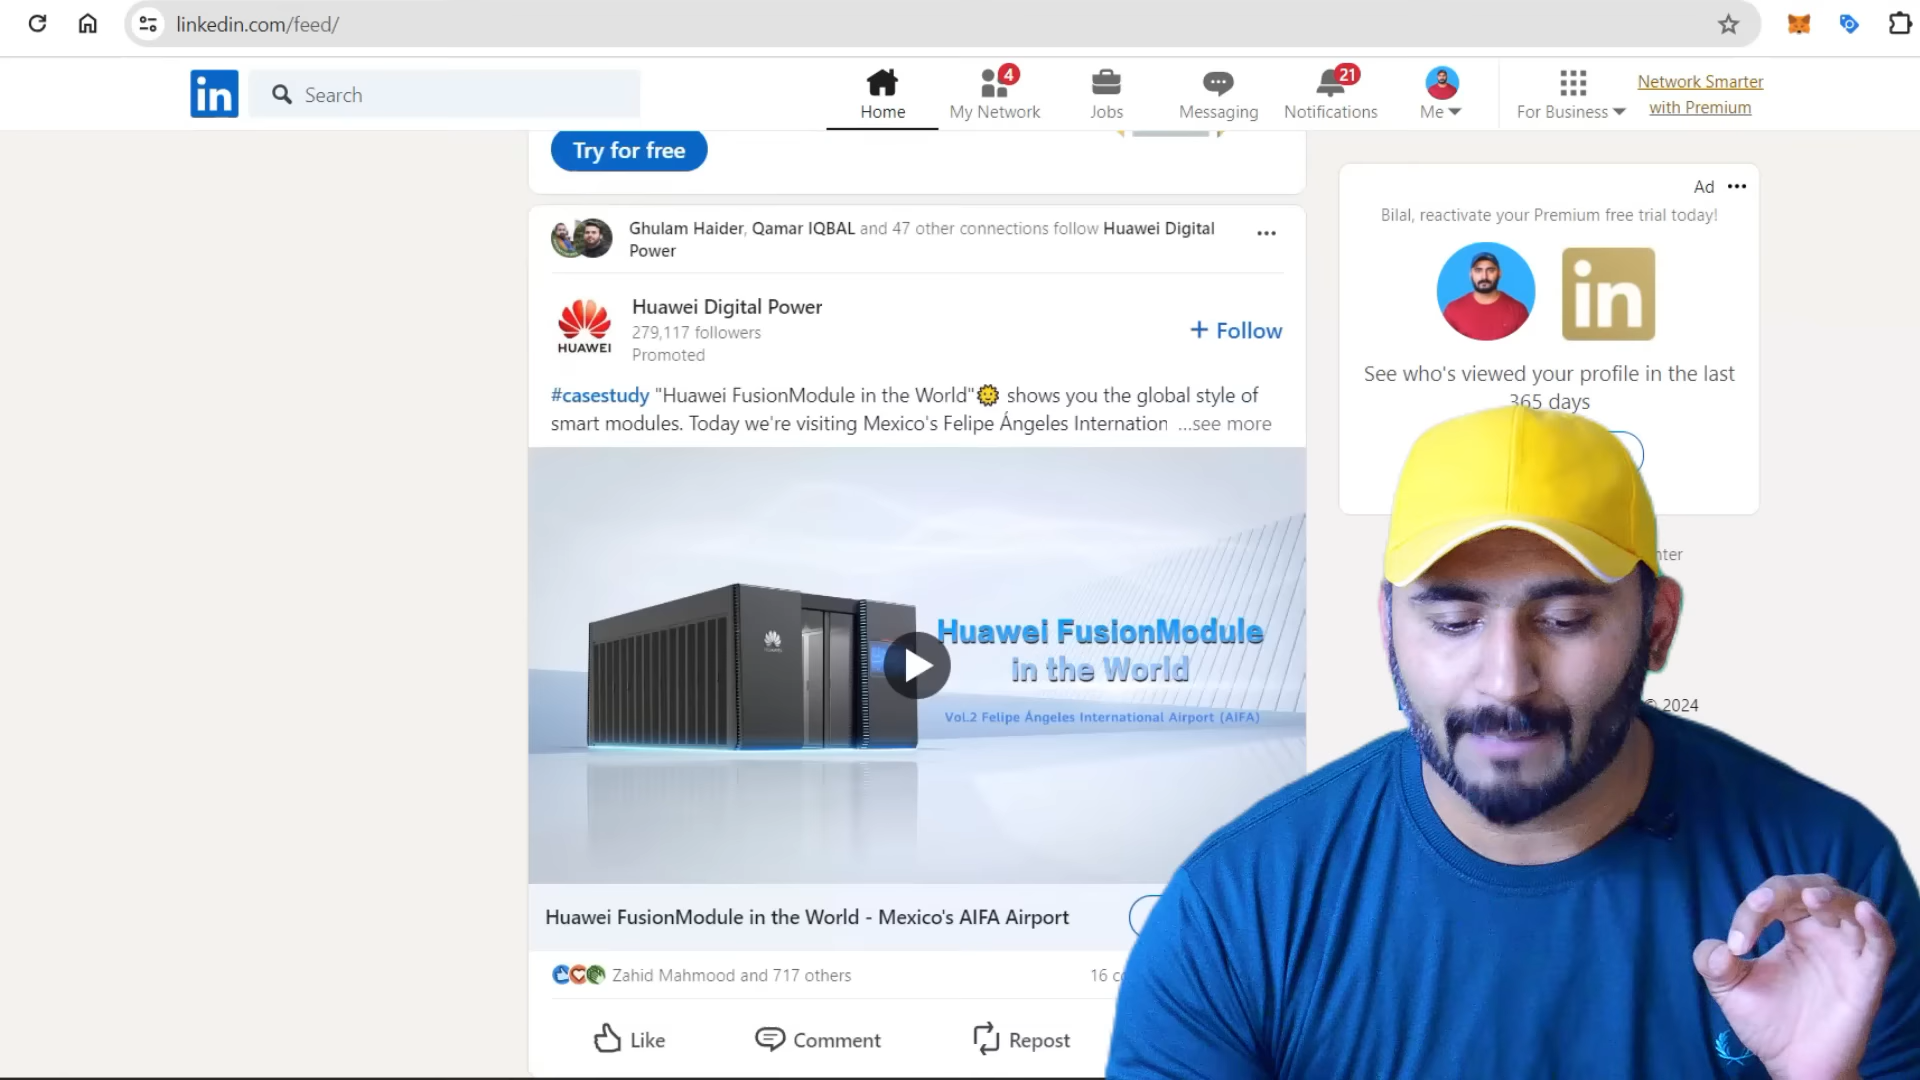 linkedin.com/feed/
in
Search
Home
4
My Network
Jobs
Messaging
21
Notifications
Me
For Business
Network Smarter
with Premium
Try for free
Ghulam Haider, Qamar IQBAL and 47 other connections follow Huawei Digital
Power
HUAWEI
Huawei Digital Power
279,117 followers
Promoted
+ Follow
#casestudy "Huawei FusionModule in the World"🌞 shows you the global style of
smart modules. Today we're visiting Mexico's Felipe Ángeles Internation ...see more
Huawei FusionModule
in the World
Vol.2 Felipe Ángeles International Airport (AIFA)
Huawei FusionModule in the World - Mexico's AIFA Airport
Zahid Mahmood and 717 others
16 c
Like
Comment
Repost
Ad
Bilal, reactivate your Premium free trial today!
in
See who's viewed your profile in the last
365 days
nter
© 2024